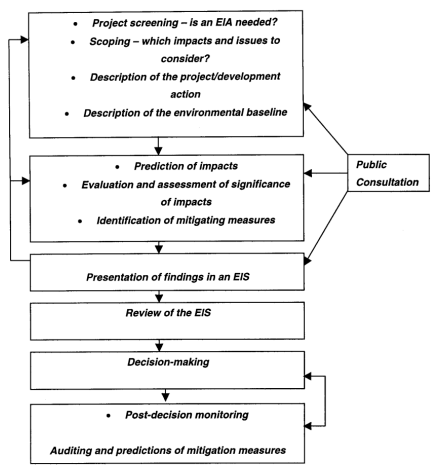 • Project screening – is an EIA needed?
• Scoping – which impacts and issues to
consider?
• Description of the project/development
action
• Description of the environmental baseline
• Prediction of impacts
• Evaluation and assessment of significance
of impacts
• Identification of mitigating measures
Public
Consultation
Presentation of findings in an EIS
Review of the EIS
Decision-making
• Post-decision monitoring
Auditing and predictions of mitigation measures